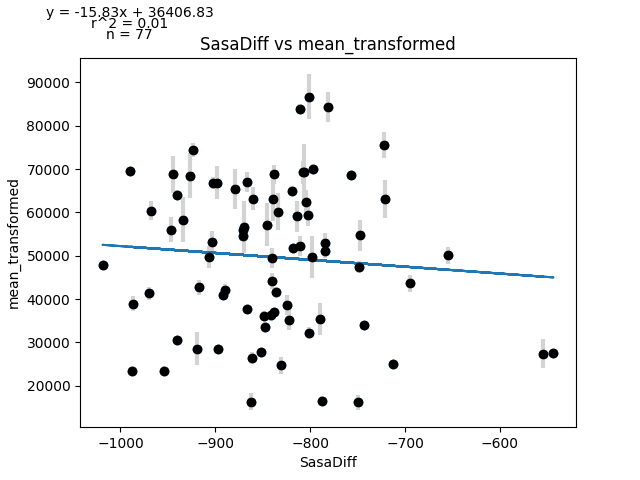 y = -15.83x + 36406.83
r^2 = 0.01
n = 77
SasaDiff vs mean_transformed
90000
80000
70000
60000
50000
40000
30000
20000
mean_transformed
−1000 −900 −800 −700 −600
SasaDiff